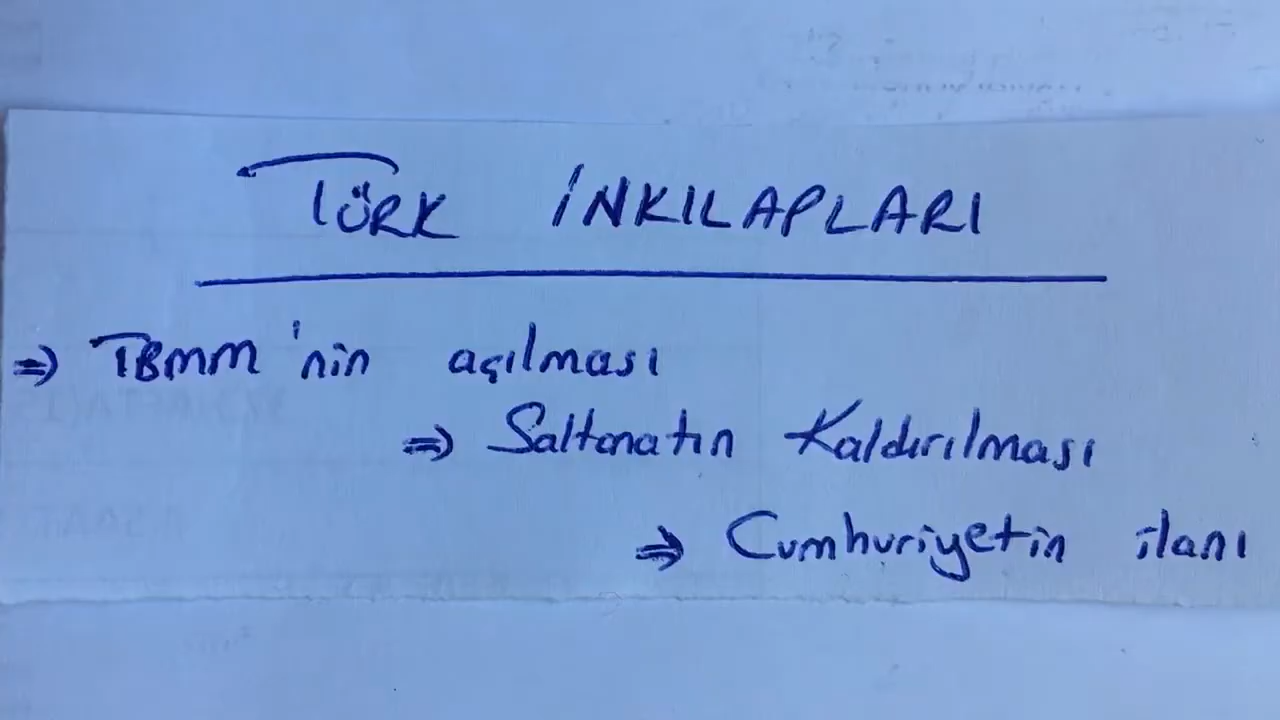 TÜRK İNKILAPLARI
⇒ TBMM'nin açılması
⇒ Saltanatın Kaldırılması
⇒ Cumhuriyetin ilanı